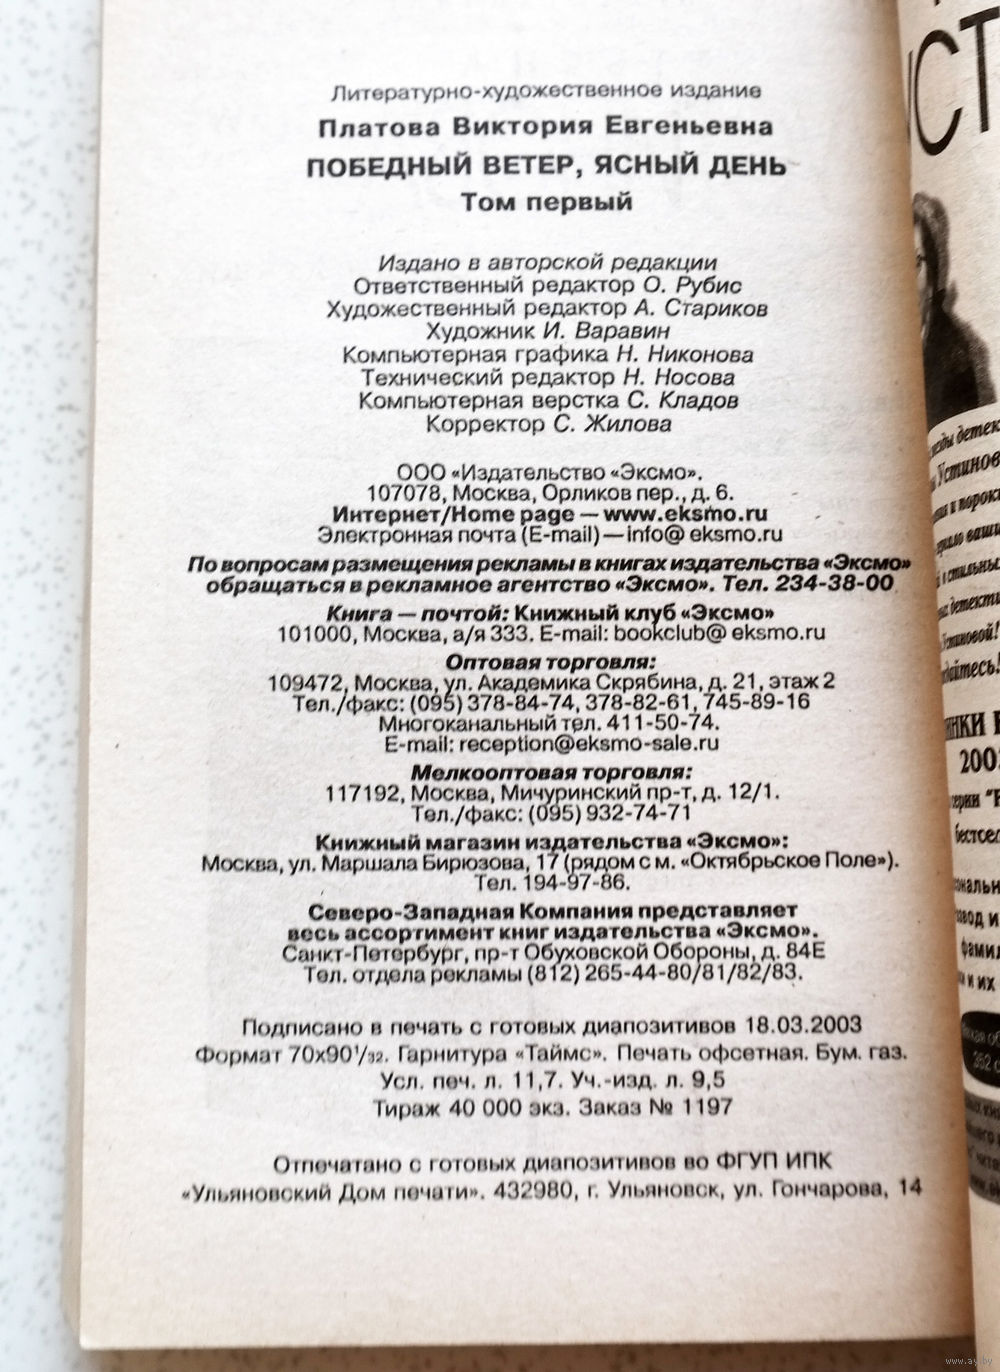 Литературно-художественное издание
Платова Виктория Евгеньевна
ПОБЕДНЫЙ ВЕТЕР, ЯСНЫЙ ДЕНЬ
Том первый
Издано в авторской редакции
Ответственный редактор О. Рубис
Художественный редактор А. Стариков
Художник И. Варавин
Компьютерная графика Н. Никонова
Технический редактор Н. Носова
Компьютерная верстка С. Кладов
Корректор С. Жилова
ООО «Издательство «Эксмо».
107078, Москва, Орликов пер., д. 6.
Интернет/Home page — www.eksmo.ru
Электронная почта (E-mail) — info@ eksmo.ru
По вопросам размещения рекламы в книгах издательства «Эксмо»
обращаться в рекламное агентство «Эксмо». Тел. 234-38-00
Книга — почтой: Книжный клуб «Эксмо»
101000, Москва, а/я 333. E-mail: bookclub@ eksmo.ru
Оптовая торговля:
109472, Москва, ул. Академика Скрябина, д. 21, этаж 2
Тел./факс: (095) 378-84-74, 378-82-61, 745-89-16
Многоканальный тел. 411-50-74.
E-mail: reception@eksmo-sale.ru
Мелкооптовая торговля:
117192, Москва, Мичуринский пр-т, д. 12/1.
Тел./факс: (095) 932-74-71
Книжный магазин издательства «Эксмо»:
Москва, ул. Маршала Бирюзова, 17 (рядом с м. «Октябрьское Поле»).
Тел. 194-97-86.
Северо-Западная Компания представляет
весь ассортимент книг издательства «Эксмо».
Санкт-Петербург, пр-т Обуховской Обороны, д. 84Е
Тел. отдела рекламы (812) 265-44-80/81/82/83.
Подписано в печать с готовых диапозитивов 18.03.2003
Формат 70х90¹/₃₂. Гарнитура «Таймс». Печать офсетная. Бум. газ.
Усл. печ. л. 11,7. Уч.-изд. л. 9,5
Тираж 40 000 экз. Заказ № 1197
Отпечатано с готовых диапозитивов во ФГУП ИПК
«Ульяновский Дом печати». 432980, г. Ульяновск, ул. Гончарова, 14